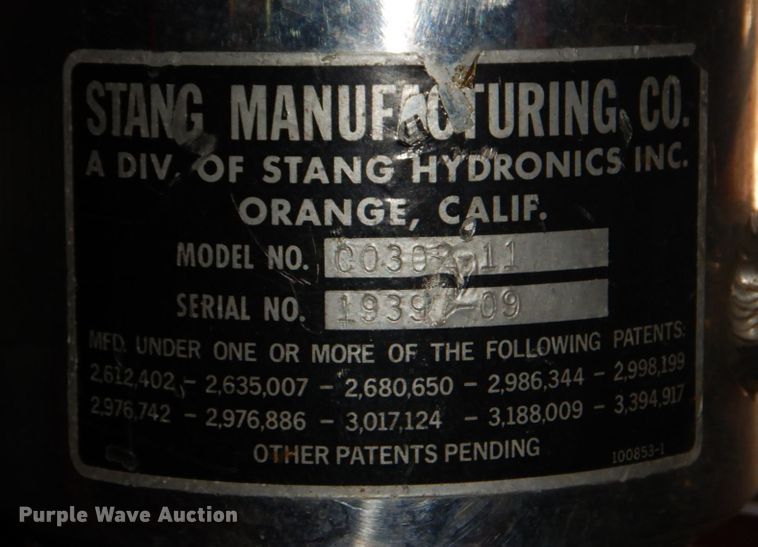 STANG MANUFACTURING CO.
A DIV. OF STANG HYDRONICS INC.
ORANGE, CALIF.
MODEL NO.
SERIAL NO.
MFD. UNDER ONE OR MORE OF THE FOLLOWING PATENTS:
2,612,402 - 2,635,007 - 2,680,650 - 2,986,344 - 2,998,199
2,976,742 - 2,976,886 - 3,017,124 - 3,188,009 - 3,394,917
OTHER PATENTS PENDING
100853-1
Purple Wave Auction